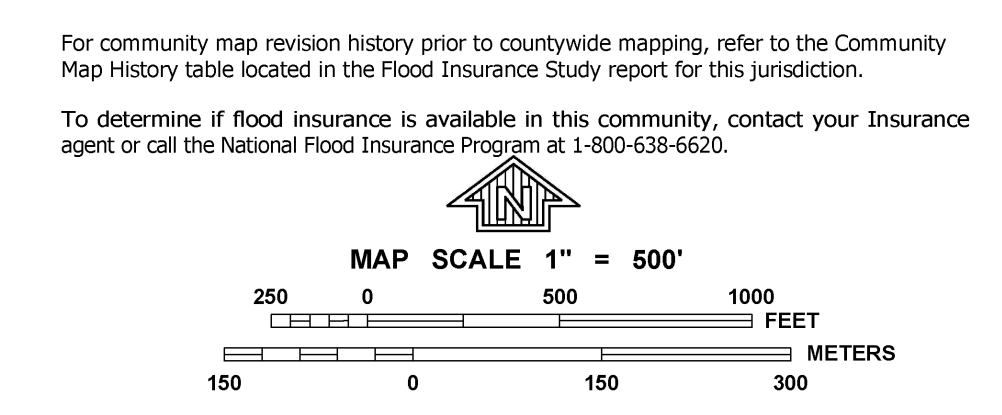 For community map revision history prior to countywide mapping, refer to the Community
Map History table located in the Flood Insurance Study report for this jurisdiction.
To determine if flood insurance is available in this community, contact your Insurance
agent or call the National Flood Insurance Program at 1-800-638-6620.
N
MAP SCALE 1" = 500'
250 0 500 1000
FEET
METERS
150 0 150 300